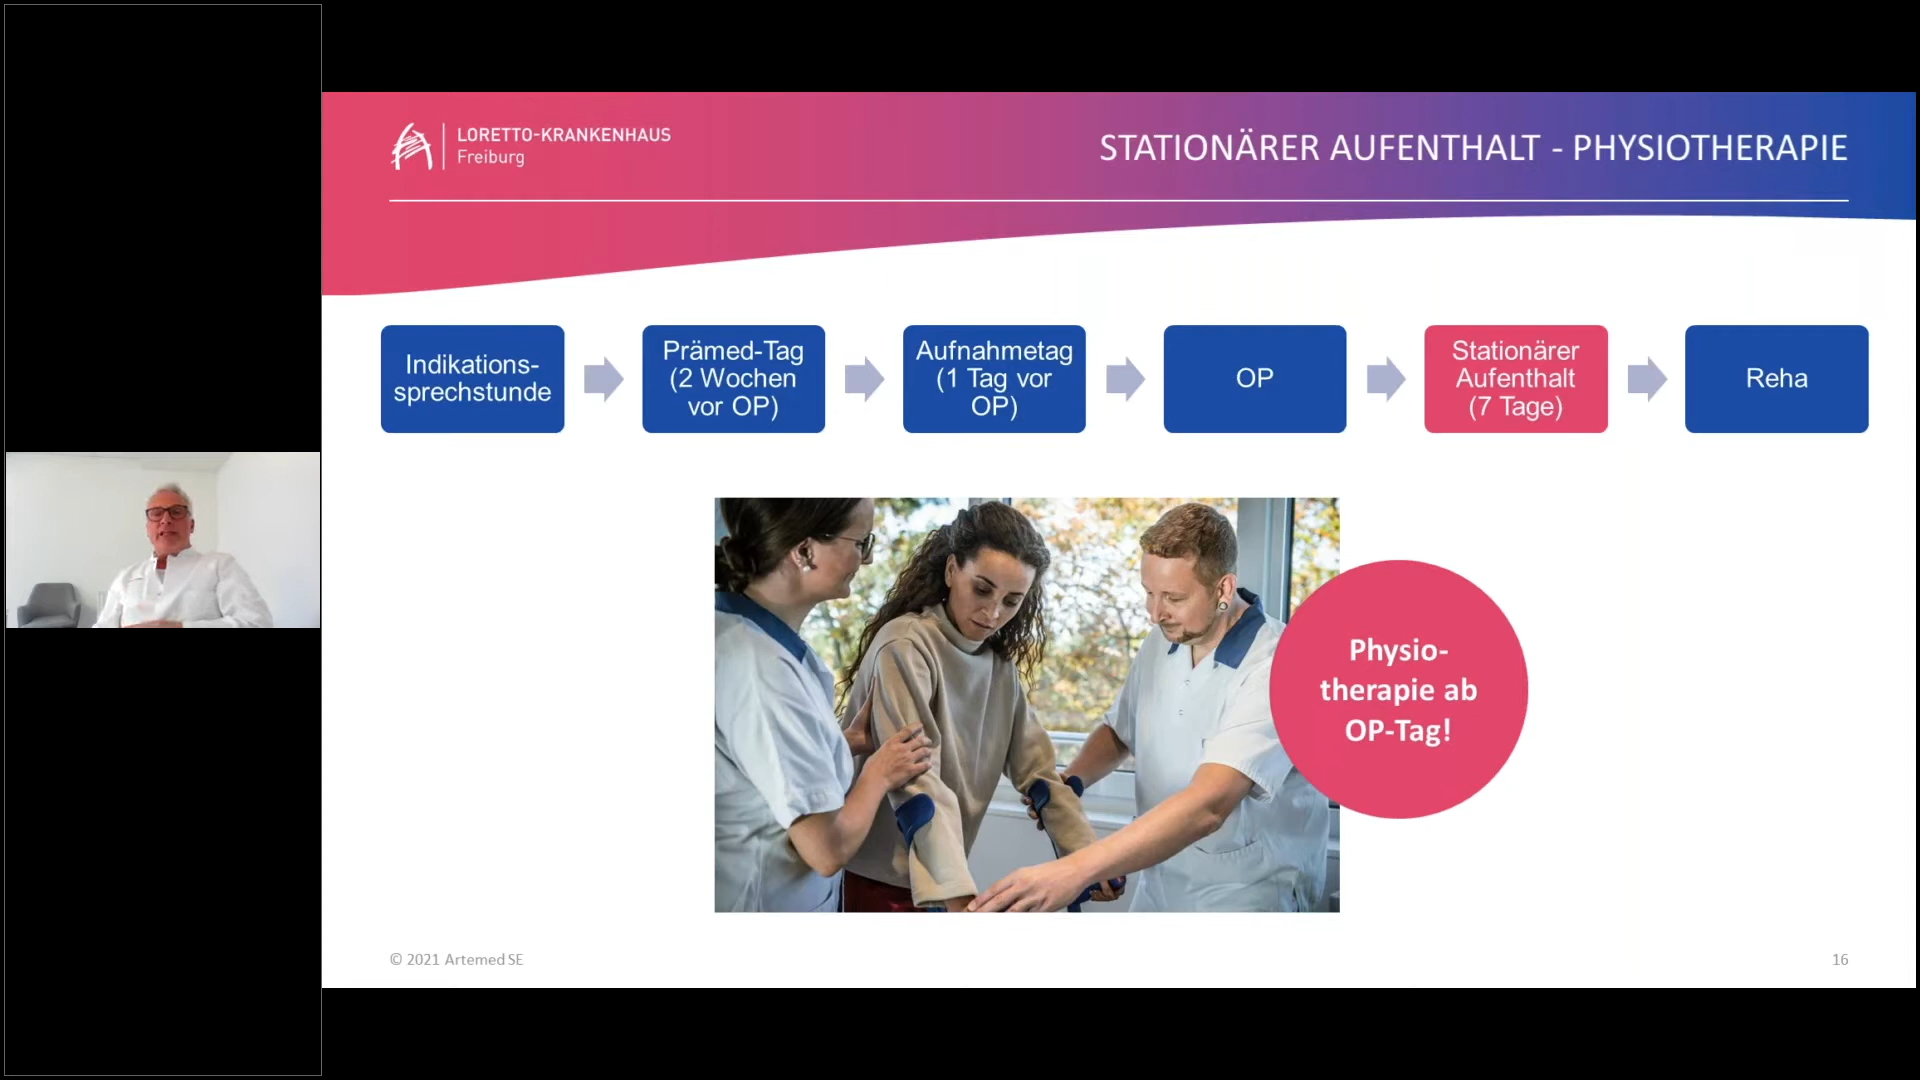 LORETTO-KRANKENHAUS
Freiburg
STATIONÄRER AUFENTHALT - PHYSIOTHERAPIE
Indikations-
sprechstunde
Prämed-Tag
(2 Wochen
vor OP)
Aufnahmetag
(1 Tag vor
OP)
OP
Stationärer
Aufenthalt
(7 Tage)
Reha
Physio-
therapie ab
OP-Tag!
© 2021 Artemed SE
16